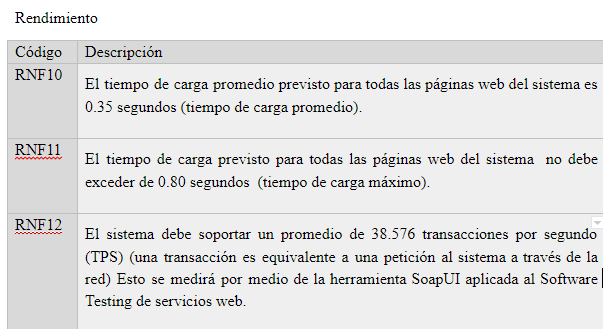 Rendimiento
Código Descripción
RNF10
El tiempo de carga promedio previsto para todas las páginas web del sistema es
0.35 segundos (tiempo de carga promedio).
RNF11
El tiempo de carga previsto para todas las páginas web del sistema no debe
exceder de 0.80 segundos (tiempo de carga máximo).
RNF12
El sistema debe soportar un promedio de 38.576 transacciones por segundo
(TPS) (una transacción es equivalente a una petición al sistema a través de la
red) Esto se medirá por medio de la herramienta SoapUI aplicada al Software
Testing de servicios web.